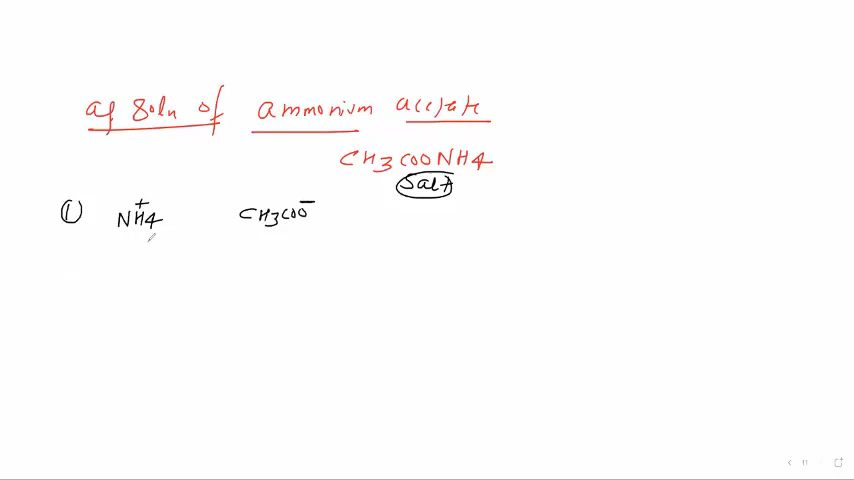 aq Soln of ammonium acetate
CH3COONH4
Salt
① NH4+ CH3COO−